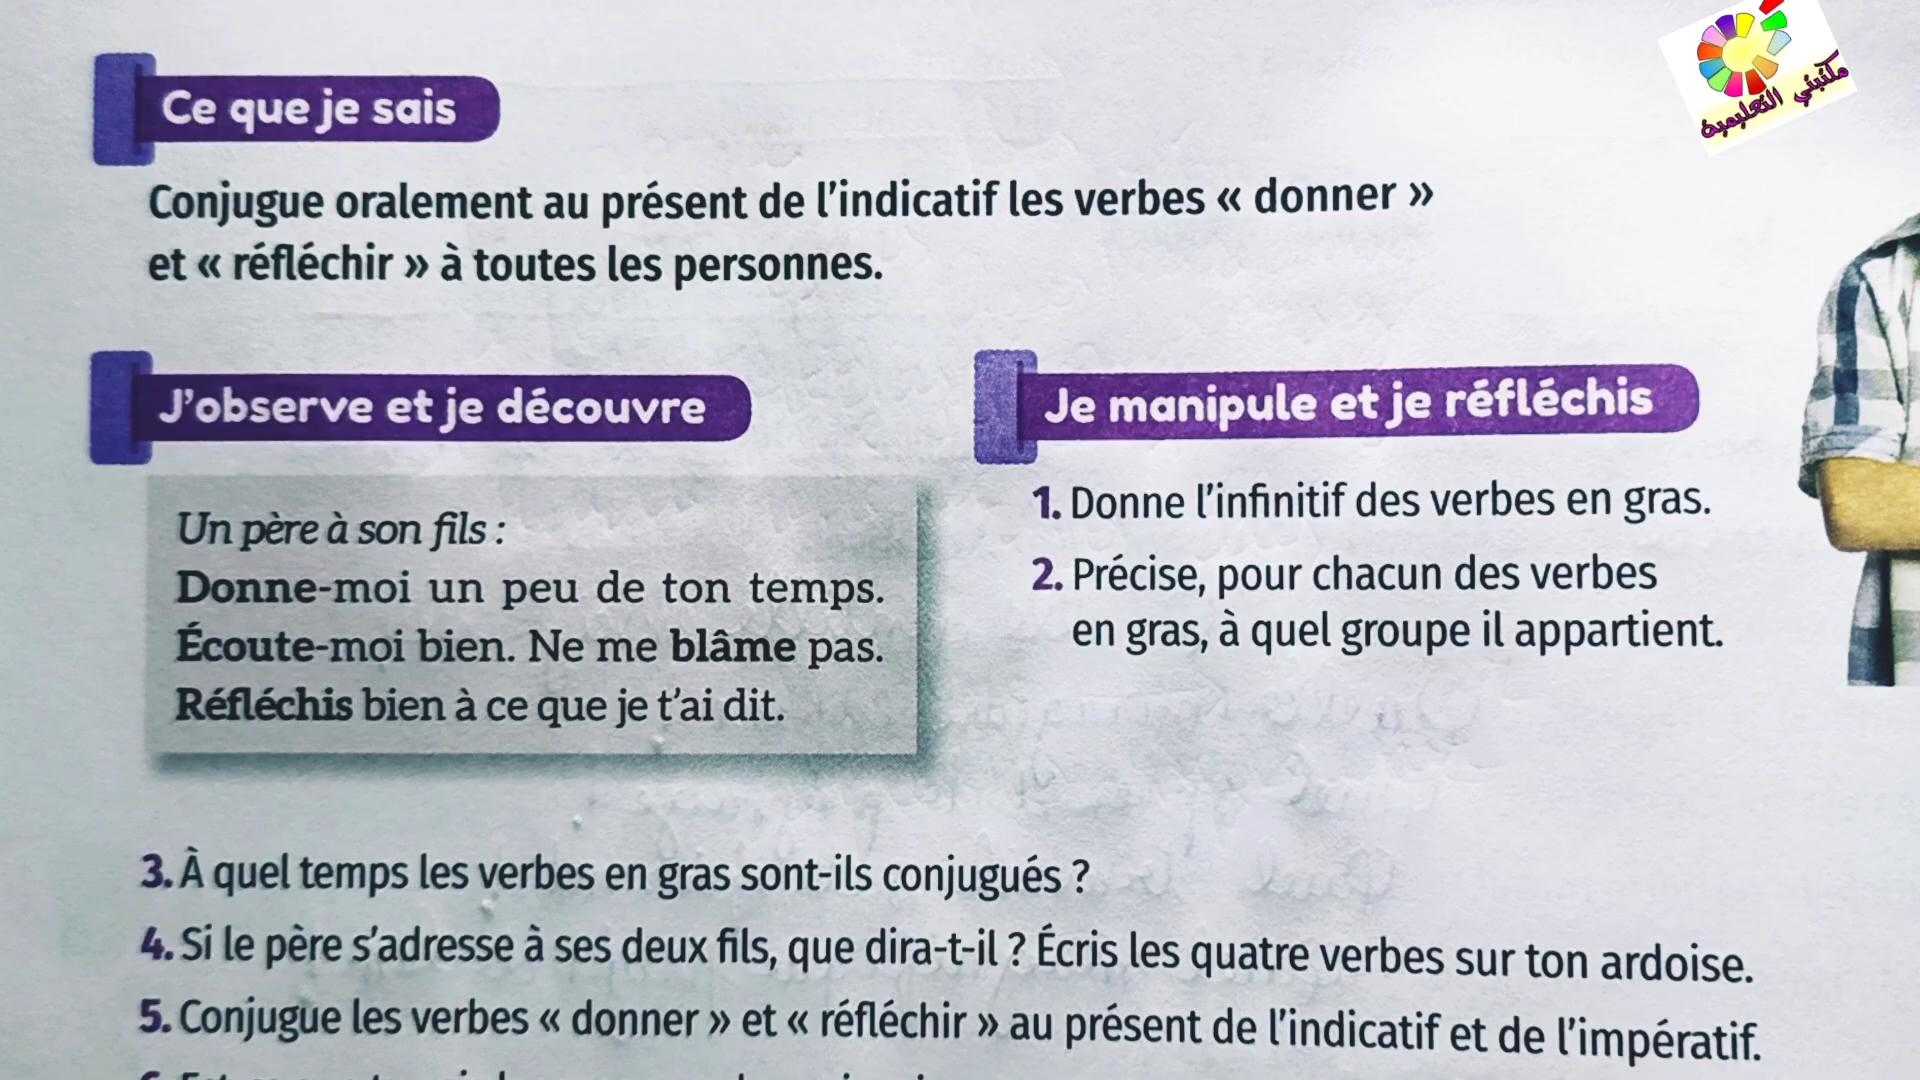 مكتبتي التعليمية
Ce que je sais
Conjugue oralement au présent de l'indicatif les verbes « donner »
et « réfléchir » à toutes les personnes.
J'observe et je découvre
Un père à son fils :
Donne-moi un peu de ton temps.
Écoute-moi bien. Ne me blâme pas.
Réfléchis bien à ce que je t'ai dit.
Je manipule et je réfléchis
1. Donne l'infinitif des verbes en gras.
2. Précise, pour chacun des verbes
en gras, à quel groupe il appartient.
3. À quel temps les verbes en gras sont-ils conjugués ?
4. Si le père s'adresse à ses deux fils, que dira-t-il ? Écris les quatre verbes sur ton ardoise.
5. Conjugue les verbes « donner » et « réfléchir » au présent de l'indicatif et de l'impératif.